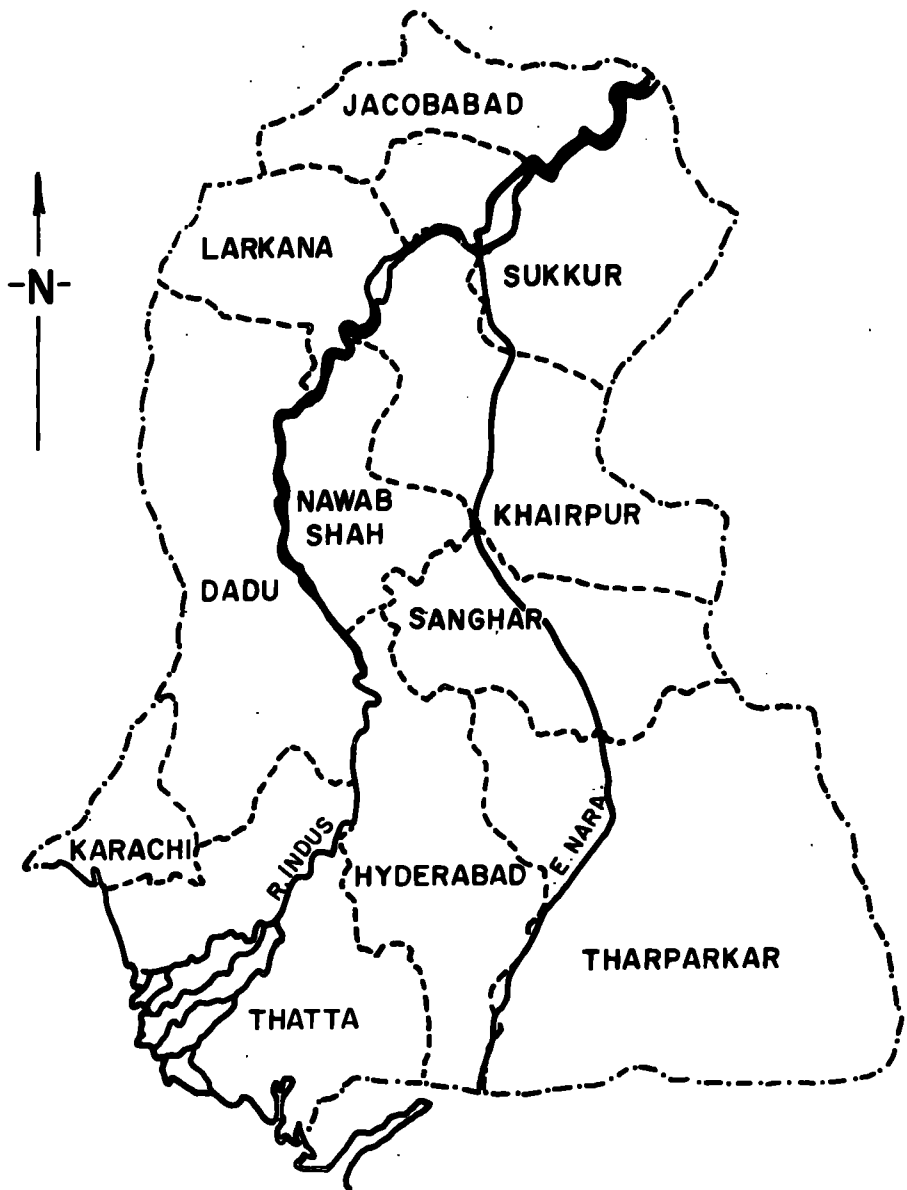 JACOBABAD
LARKANA
-N-
SUKKUR
NAWAB
SHAH
KHAIRPUR
DADU
SANGHAR
KARACHI
R. INDUS
E. NARA
HYDERABAD
THARPARKAR
THATTA